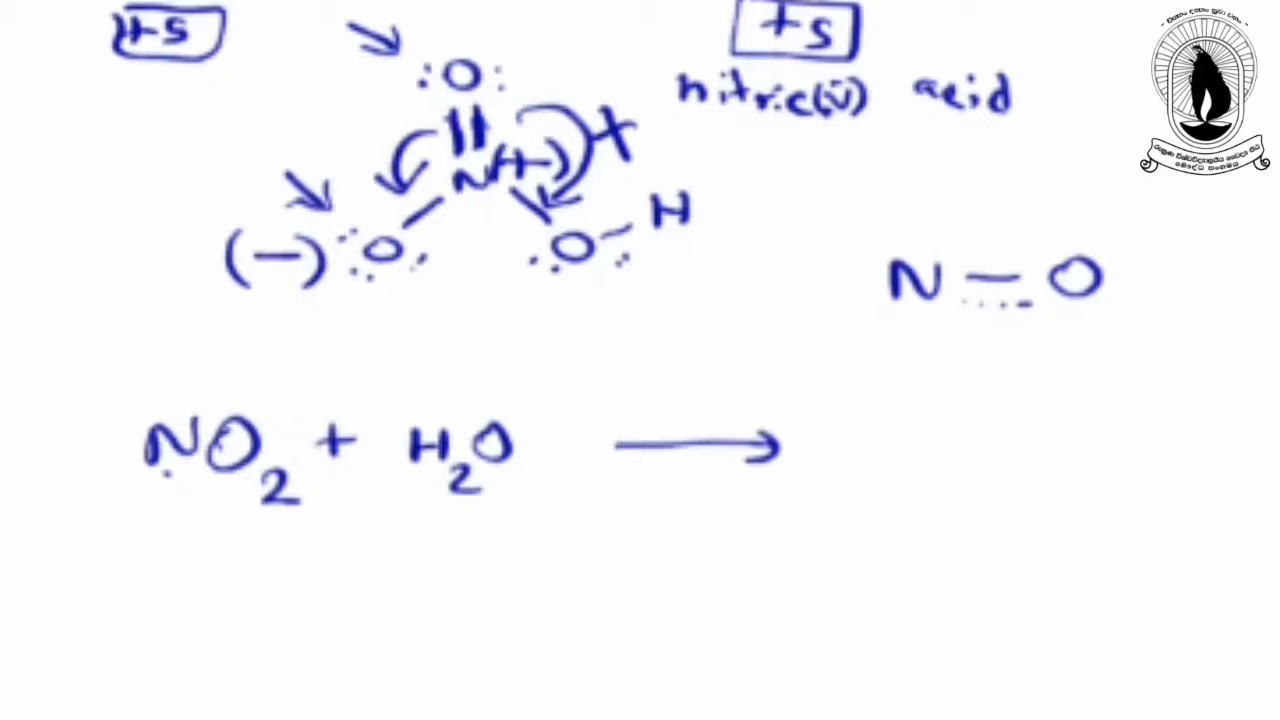 +5 +5
nitric(V) acid
:O:
N(+)
H
(-) O O
N — O
NO₂ + H₂O ⟶